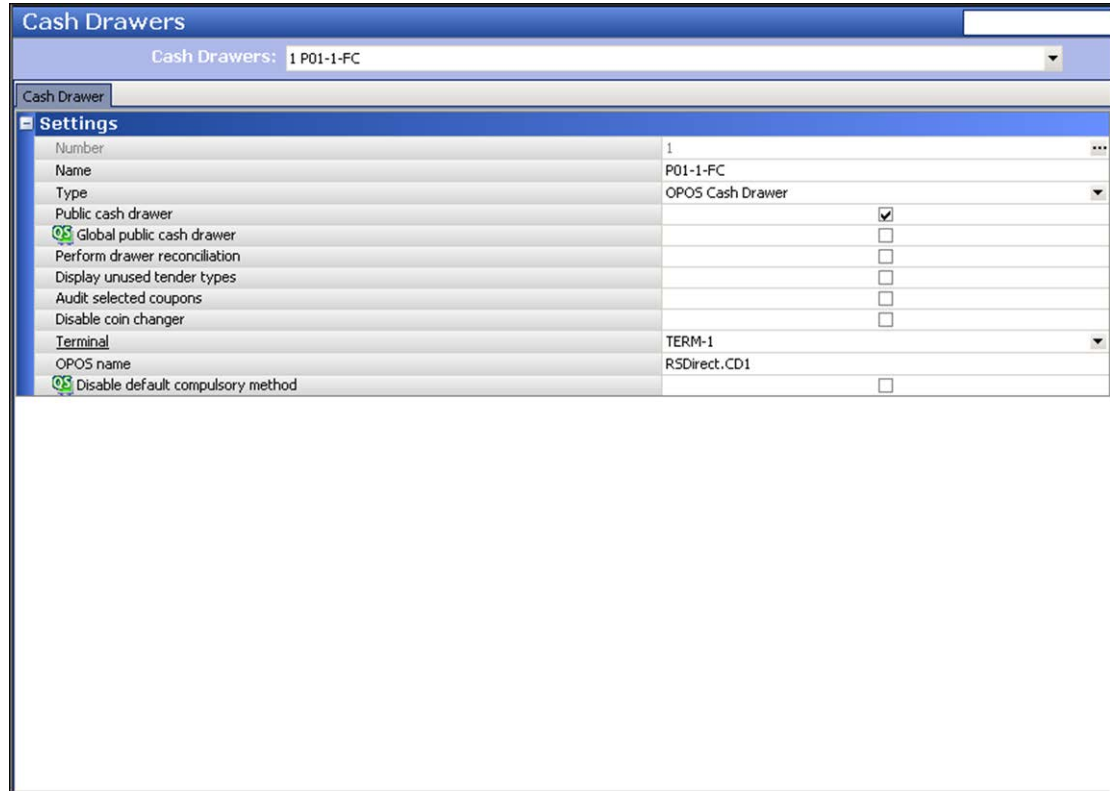 Cash Drawers
Cash Drawers: 1 P01-1-FC
Cash Drawer
Settings
Number 1 ...
Name P01-1-FC
Type OPOS Cash Drawer
Public cash drawer
QS Global public cash drawer
Perform drawer reconciliation
Display unused tender types
Audit selected coupons
Disable coin changer
Terminal TERM-1
OPOS name RSDirect.CD1
QS Disable default compulsory method